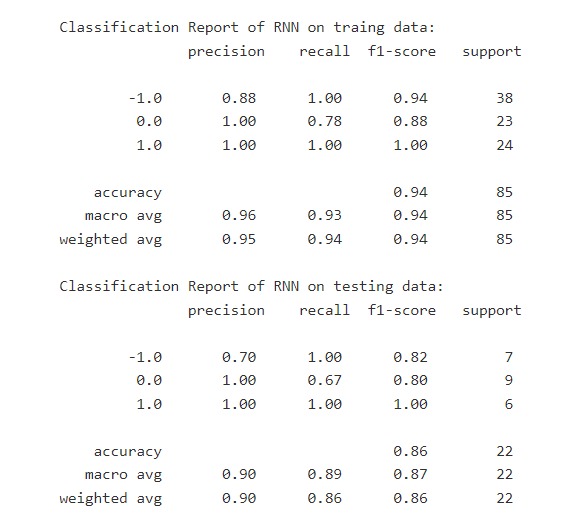 Classification Report of RNN on traing data:
precision recall f1-score support
-1.0 0.88 1.00 0.94 38
0.0 1.00 0.78 0.88 23
1.0 1.00 1.00 1.00 24
accuracy 0.94 85
macro avg 0.96 0.93 0.94 85
weighted avg 0.95 0.94 0.94 85
Classification Report of RNN on testing data:
precision recall f1-score support
-1.0 0.70 1.00 0.82 7
0.0 1.00 0.67 0.80 9
1.0 1.00 1.00 1.00 6
accuracy 0.86 22
macro avg 0.90 0.89 0.87 22
weighted avg 0.90 0.86 0.86 22